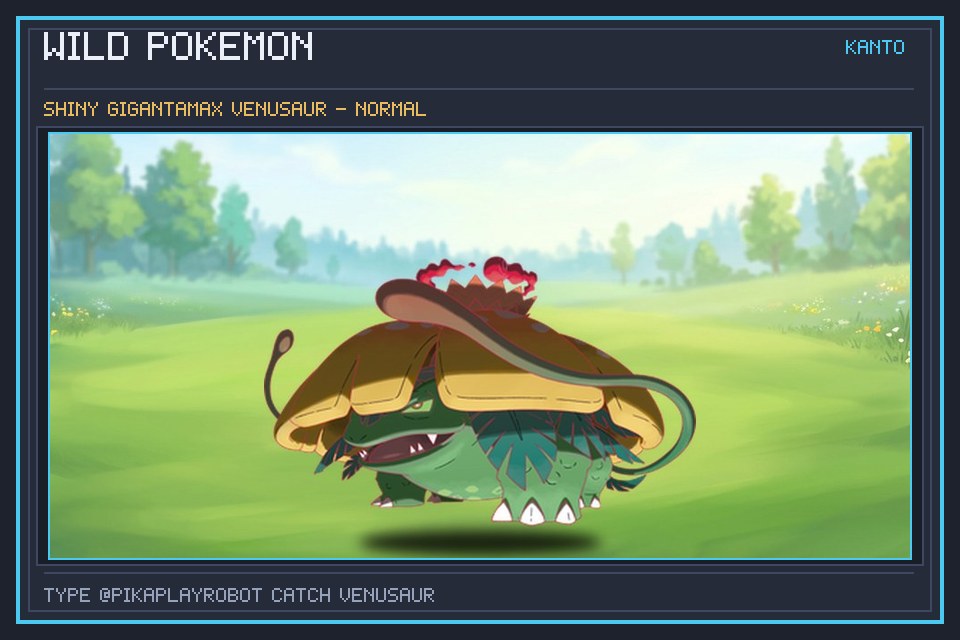 WILD POKEMON
KANTO
SHINY GIGANTAMAX VENUSAUR - NORMAL
TYPE @PIKAPLAYROBOT CATCH VENUSAUR